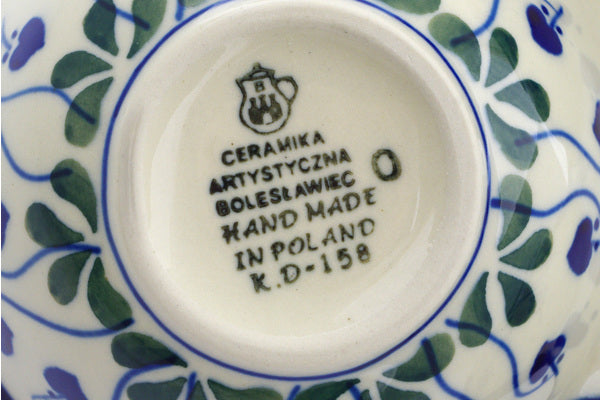 B
CERAMIKA
ARTYSTYCZNA
BOLESŁAWIEC O
HAND MADE
IN POLAND
K.D-158